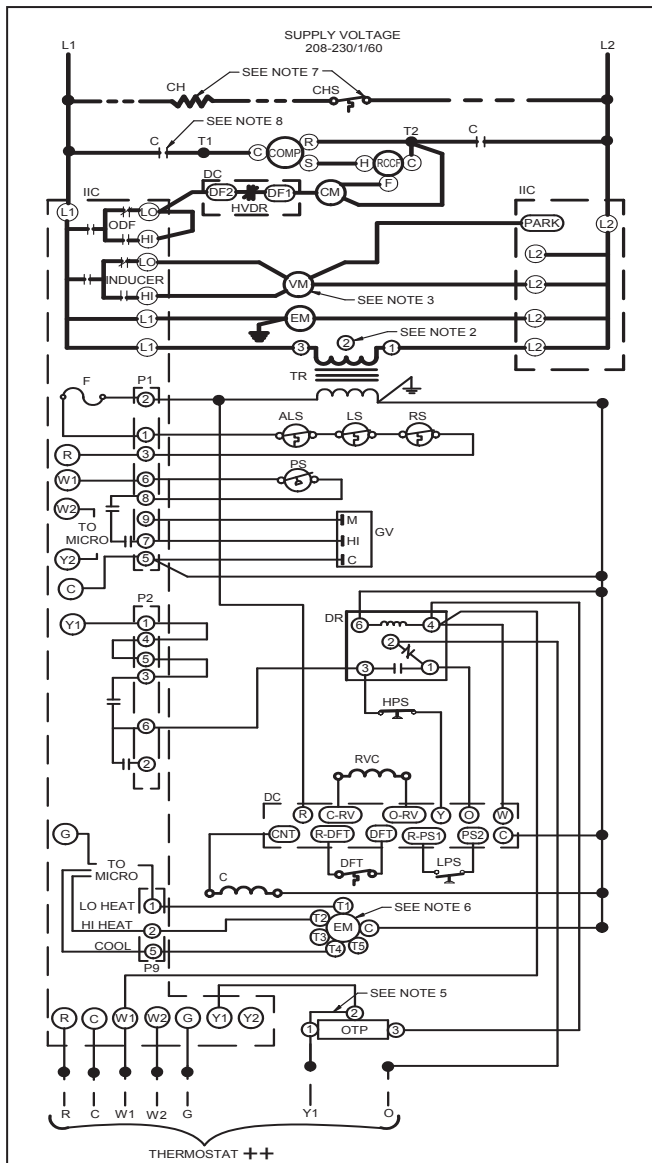 SUPPLY VOLTAGE
208-230/1/60
L1
L2
CH
SEE NOTE 7
CHS
SEE NOTE 8
C
T1
C
COMP
R
S
H
RCCF
C
F
T2
C
IIC
DC
DF2
DF1
HVDR
CM
IIC
L1
LO
ODF
HI
PARK
L2
L2
LO
INDUCER
HI
VM
SEE NOTE 3
L2
L1
EM
L2
L1
3
2
SEE NOTE 2
1
L2
TR
F
P1
2
1
3
ALS
LS
RS
R
W1
6
PS
8
W2
TO
MICRO
9
M
7
HI
GV
Y2
5
C
C
P2
Y1
1
4
5
3
6
2
DR
6
4
2
3
1
HPS
RVC
DC
R
C-RV
O-RV
Y
O
W
CNT
R-DFT
DFT
R-PS1
PS2
C
G
C
DFT
LPS
TO
MICRO
LO HEAT
1
T1
SEE NOTE 6
HI HEAT
2
T2
EM
C
T3
T5
COOL
5
T4
P9
SEE NOTE 5
R
C
W1
W2
G
Y1
Y2
2
1
OTP
3
R
C
W1
W2
G
Y1
O
THERMOSTAT ++